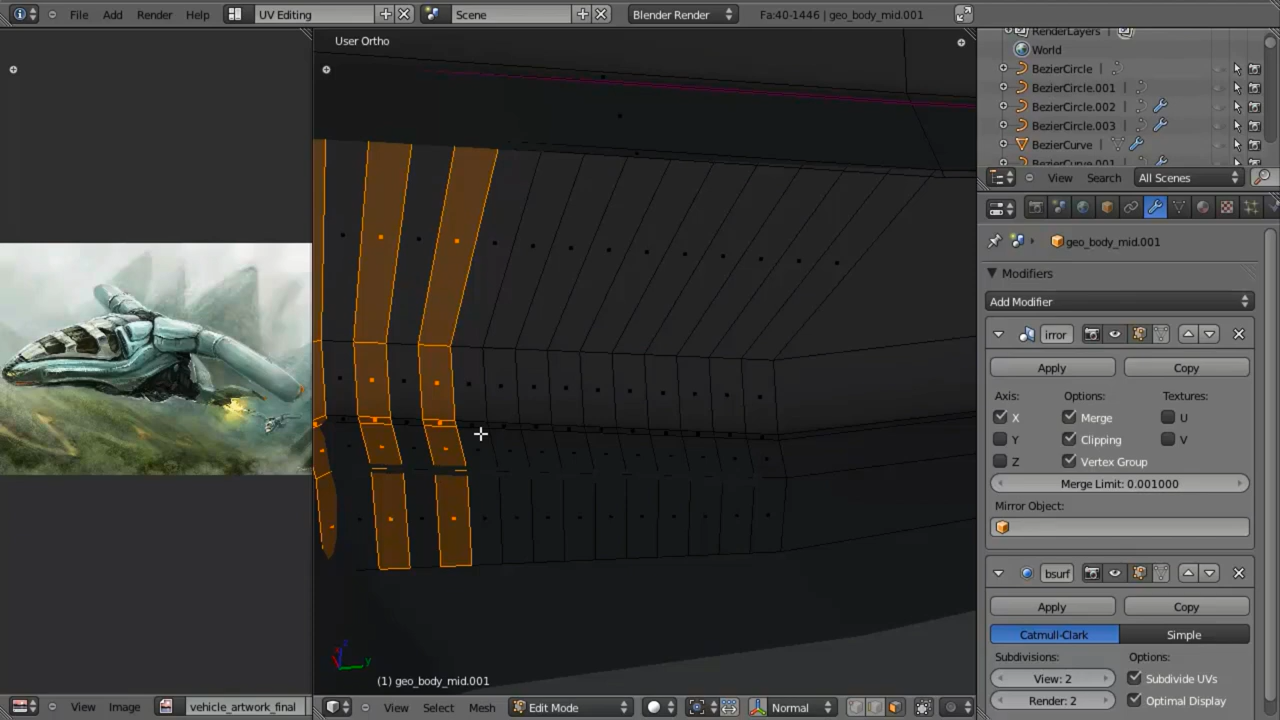 File Add Render Help UV Editing Scene Blender Render Fa:40-1446 | geo_body_mid.001
User Ortho
RenderLayers
World
BezierCircle
BezierCircle.001
BezierCircle.002
BezierCircle.003
BezierCurve
BezierCurve.001
View Search All Scenes
geo_body_mid.001
Modifiers
Add Modifier
irror
Apply Copy
Axis: Options: Textures:
X Merge U
Y Clipping V
Z Vertex Group
Merge Limit: 0.001000
Mirror Object:
bsurf
Apply Copy
Catmull-Clark Simple
Subdivisions: Options:
View: 2 Subdivide UVs
Render: 2 Optimal Display
z
y
(1) geo_body_mid.001
View Image vehicle_artwork_final View Select Mesh Edit Mode Normal